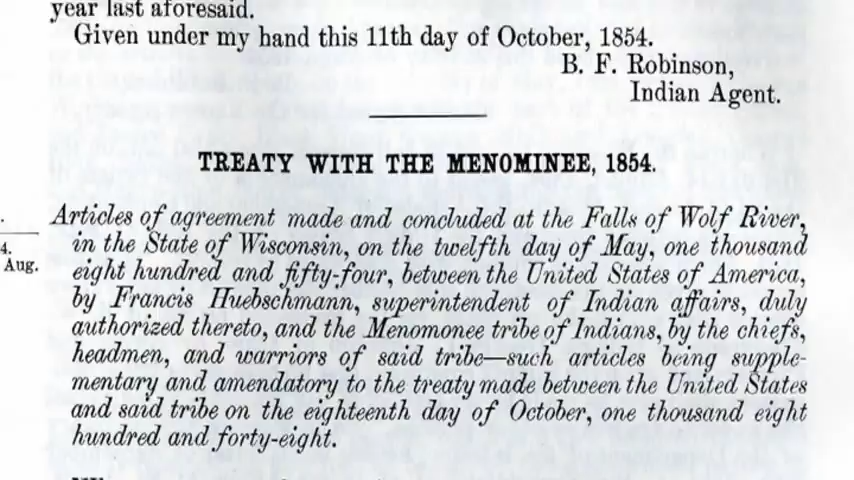 year last aforesaid.
Given under my hand this 11th day of October, 1854.
B. F. Robinson,
Indian Agent.
TREATY WITH THE MENOMINEE, 1854.
Articles of agreement made and concluded at the Falls of Wolf River,
in the State of Wisconsin, on the twelfth day of May, one thousand
eight hundred and fifty-four, between the United States of America,
by Francis Huebschmann, superintendent of Indian affairs, duly
authorized thereto, and the Menomonee tribe of Indians, by the chiefs,
headmen, and warriors of said tribe—such articles being supple-
mentary and amendatory to the treaty made between the United States
and said tribe on the eighteenth day of October, one thousand eight
hundred and forty-eight.
4.
Aug.